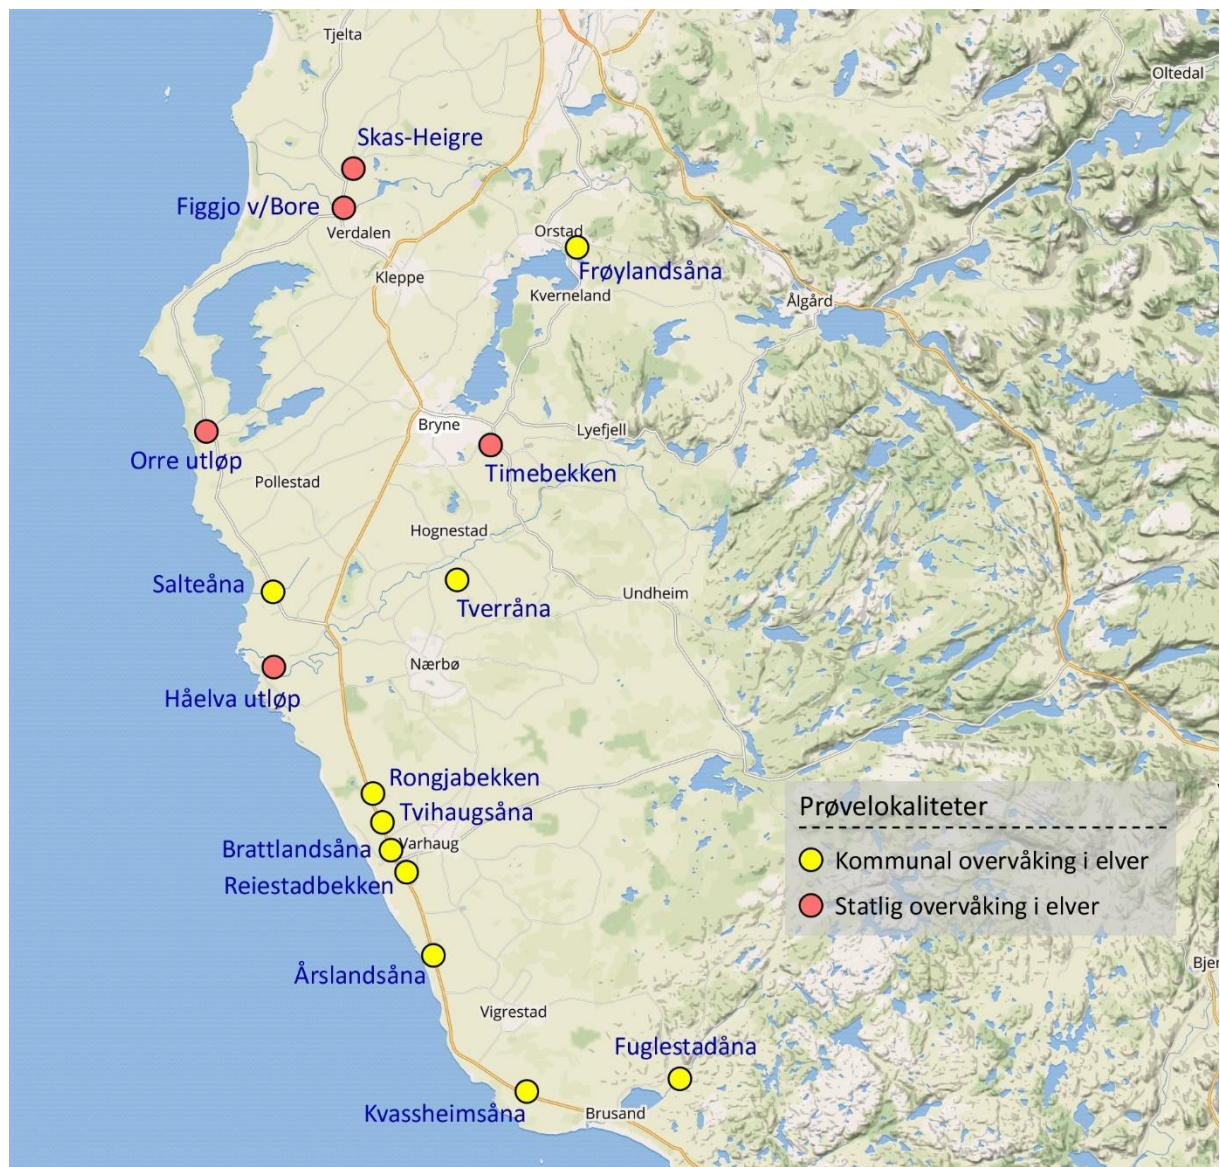 Tjelta
Oltedal
Skas-Heigre
Figgjo v/Bore
Verdalen
Orstad
Frøylandsåna
Kleppe
Kverneland
Ålgård
Bryne
Lyefjell
Orre utløp
Timebekken
Pollestad
Hognestad
Salteåna
Tverråna
Undheim
Nærbø
Håelva utløp
Rongjabekken
Tvihaugsåna
Prøvelokaliteter
Brattlandsåna
Varhaug
Kommunal overvåking i elver
Reiestadbekken
Statlig overvåking i elver
Årslandsåna
Bjer
Vigrestad
Fuglestadåna
Kvassheimsåna
Brusand